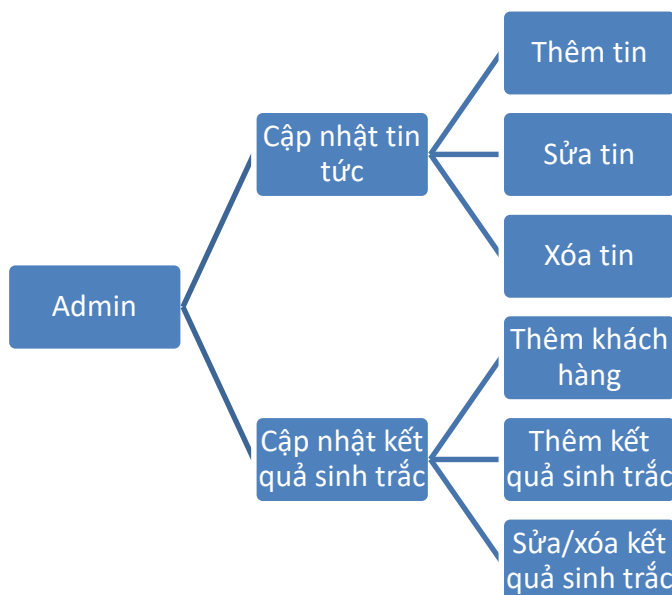 Admin
Cập nhật tin
tức
Thêm tin
Sửa tin
Xóa tin
Cập nhật kết
quả sinh trắc
Thêm khách
hàng
Thêm kết
quả sinh trắc
Sửa/xóa kết
quả sinh trắc